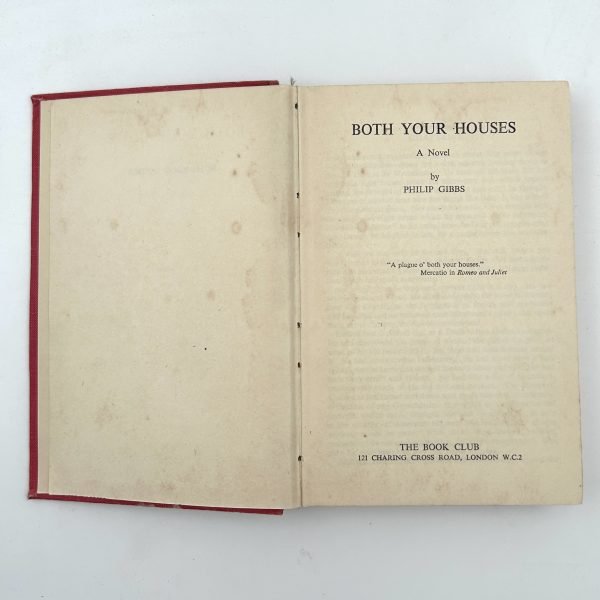 BOTH YOUR HOUSES
A Novel
by
PHILIP GIBBS
"A plague o' both your houses."
Mercutio in Romeo and Juliet
THE BOOK CLUB
121 CHARING CROSS ROAD, LONDON W.C.2